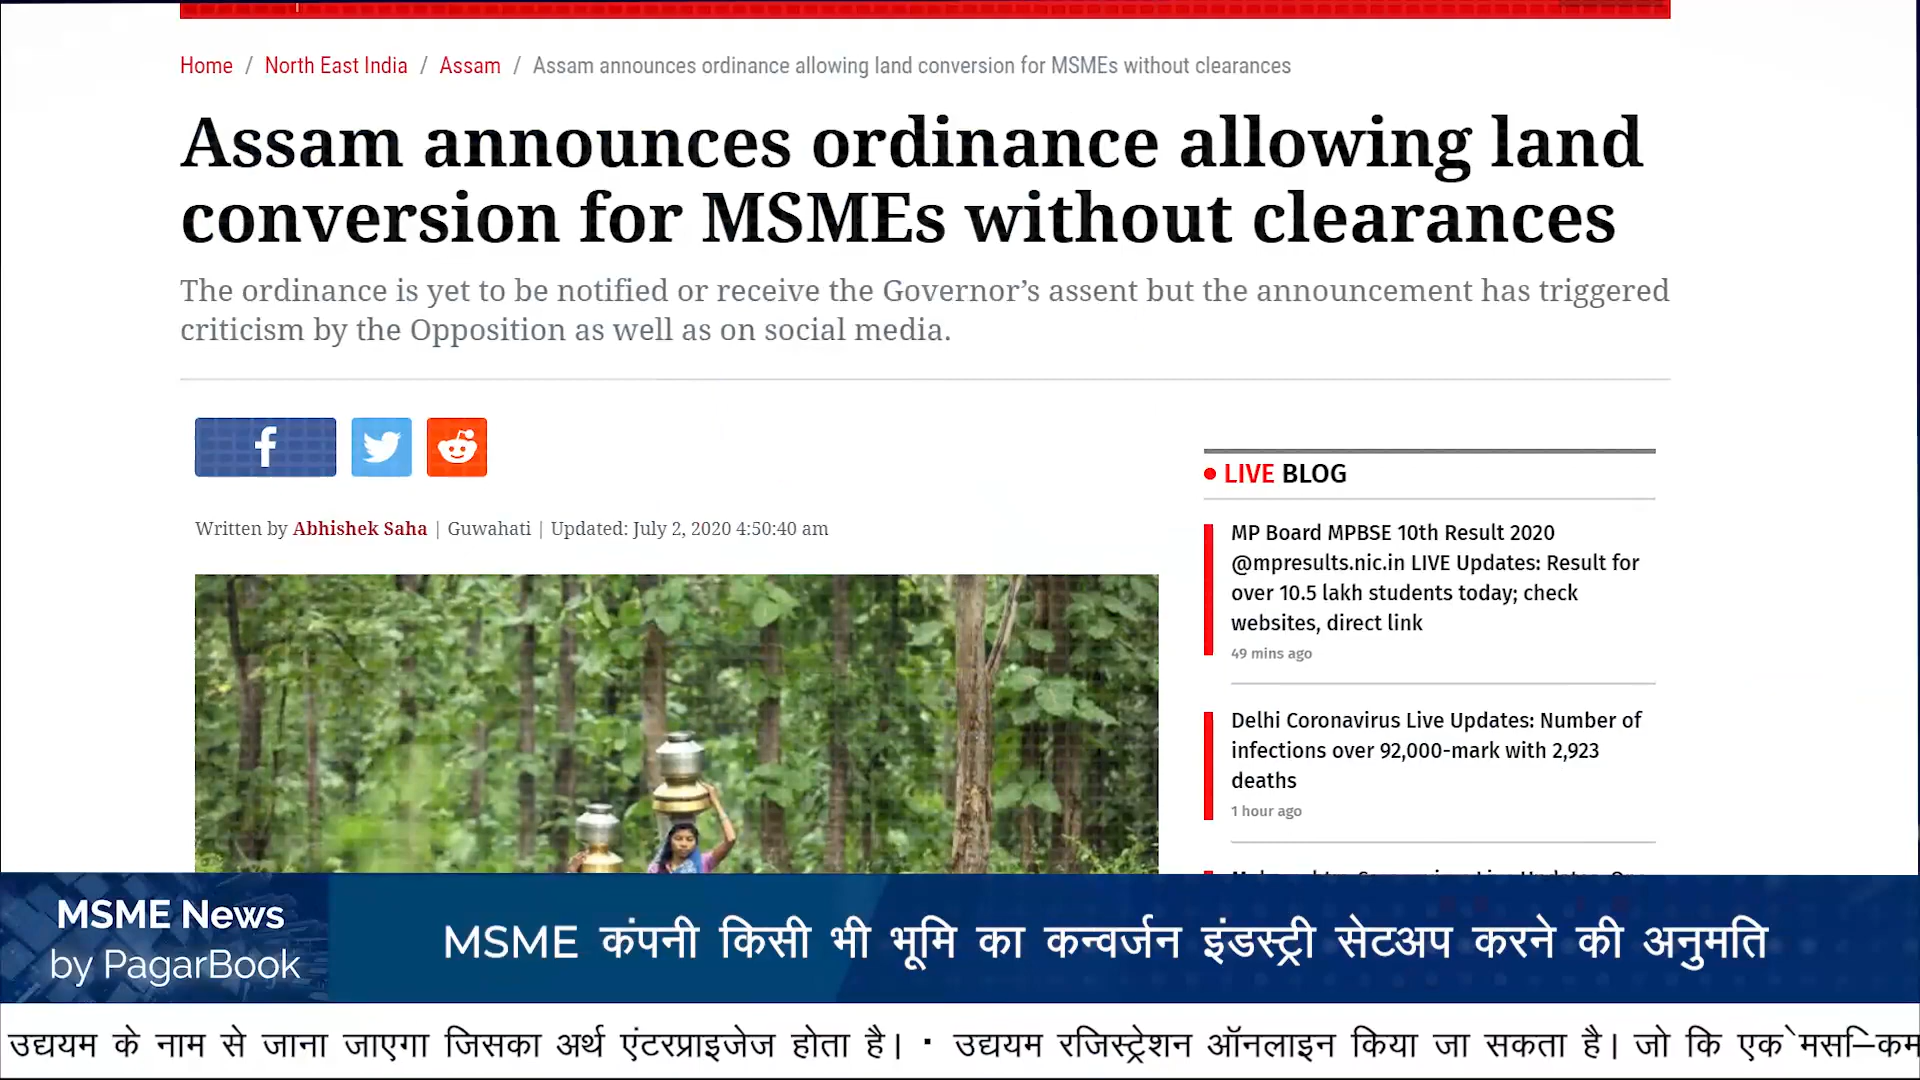 Home / North East India / Assam / Assam announces ordinance allowing land conversion for MSMEs without clearances
Assam announces ordinance allowing land
conversion for MSMEs without clearances
The ordinance is yet to be notified or receive the Governor’s assent but the announcement has triggered
criticism by the Opposition as well as on social media.
Written by Abhishek Saha | Guwahati | Updated: July 2, 2020 4:50:40 am
LIVE BLOG
MP Board MPBSE 10th Result 2020
@mpresults.nic.in LIVE Updates: Result for
over 10.5 lakh students today; check
websites, direct link
49 mins ago
Delhi Coronavirus Live Updates: Number of
infections over 92,000-mark with 2,923
deaths
1 hour ago
MSME News
by PagarBook
MSME कंपनी किसी भी भूमि का कन्वर्जन इंडस्ट्री सेटअप करने की अनुमति
उद्ययम के नाम से जाना जाएगा जिसका अर्थ एंटरप्राइजेज होता है। · उद्ययम रजिस्ट्रेशन ऑनलाइन किया जा सकता है। जो कि एक